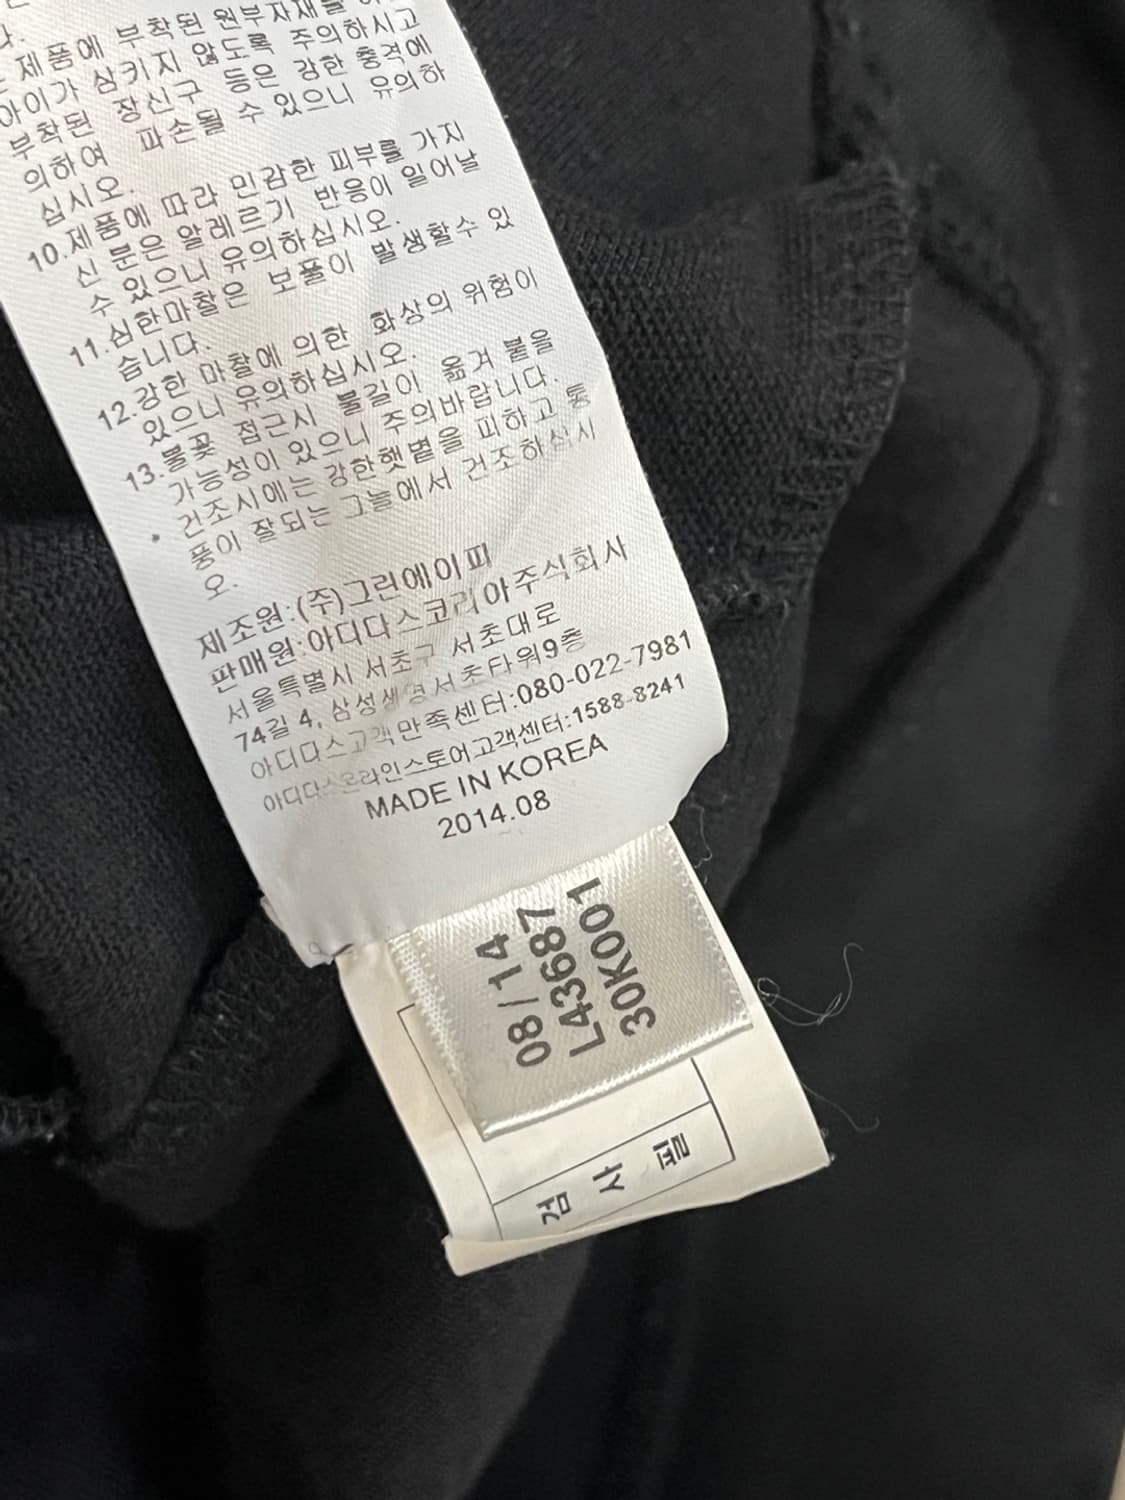 다.
제품에 부착된 원부자재를
아이가 삼키지 않도록 주의하시고
부착된 장신구 등은 강한 충격에
의하여 파손될 수 있으니 유의하
십시오.
10.제품에 따라 민감한 피부를 가지
신 분은 알레르기 반응이 일어날
수 있으니 유의하십시오.
11.심한마찰은 보풀이 발생할수 있
습니다.
12.강한 마찰에 의한 화상의 위험이
있으니 유의하십시오.
13.불꽃 접근시 불길이 옮겨 붙을
가능성이 있으니 주의바랍니다.
• 건조시에는 강한햇볕을 피하고 통
풍이 잘되는 그늘에서 건조하십시
오.
제조원:(주)그린에이피
판매원:아디다스코리아주식회사
서울특별시 서초구 서초대로
74길 4, 삼성생명서초타워9층
아디다스고객만족센터:080-022-7981
아디다스온라인스토어고객센터:1588-8241
MADE IN KOREA
2014.08
08/14
L43687
30K001
검사필